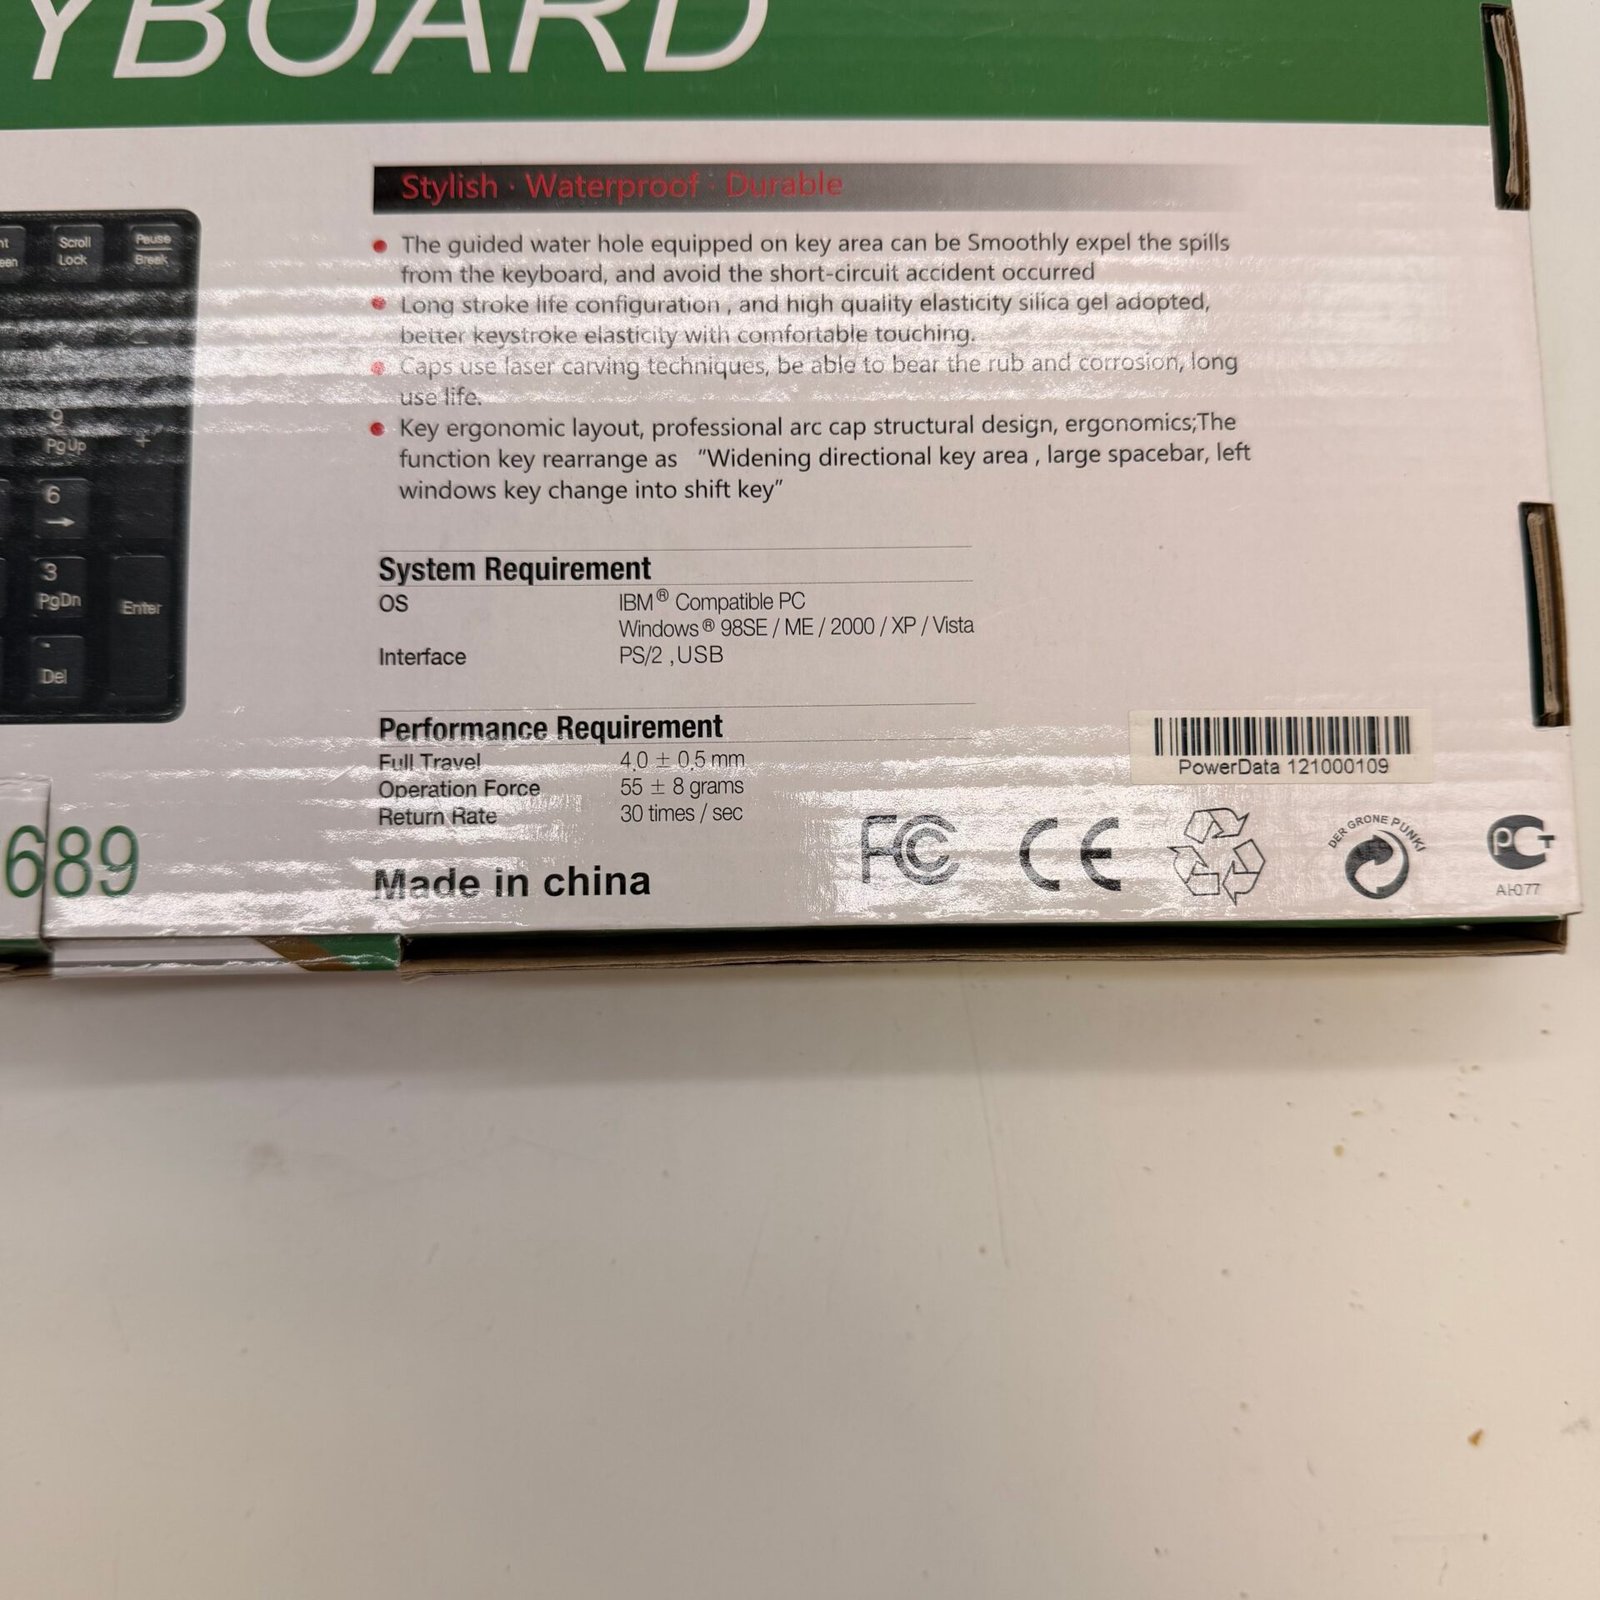 YBOARD
Stylish · Waterproof · Durable
The guided water hole equipped on key area can be Smoothly expel the spills
from the keyboard, and avoid the short-circuit accident occurred
Long stroke life configuration , and high quality elasticity silica gel adopted,
better keystroke elasticity with comfortable touching.
Caps use laser carving techniques, be able to bear the rub and corrosion, long
use life.
Key ergonomic layout, professional arc cap structural design, ergonomics;The
function key rearrange as "Widening directional key area , large spacebar, left
windows key change into shift key"
Scroll
Lock
Pause
Break
9
PgUp
+
6
→
3
PgDn
Enter
.
Del
System Requirement
OS IBM® Compatible PC
Windows® 98SE / ME / 2000 / XP / Vista
Interface PS/2 ,USB
Performance Requirement
Full Travel 4.0 ± 0.5 mm
Operation Force 55 ± 8 grams
Return Rate 30 times / sec
PowerData 121000109
689
Made in china
FC CE
DER GRONE PUNKI
PCT